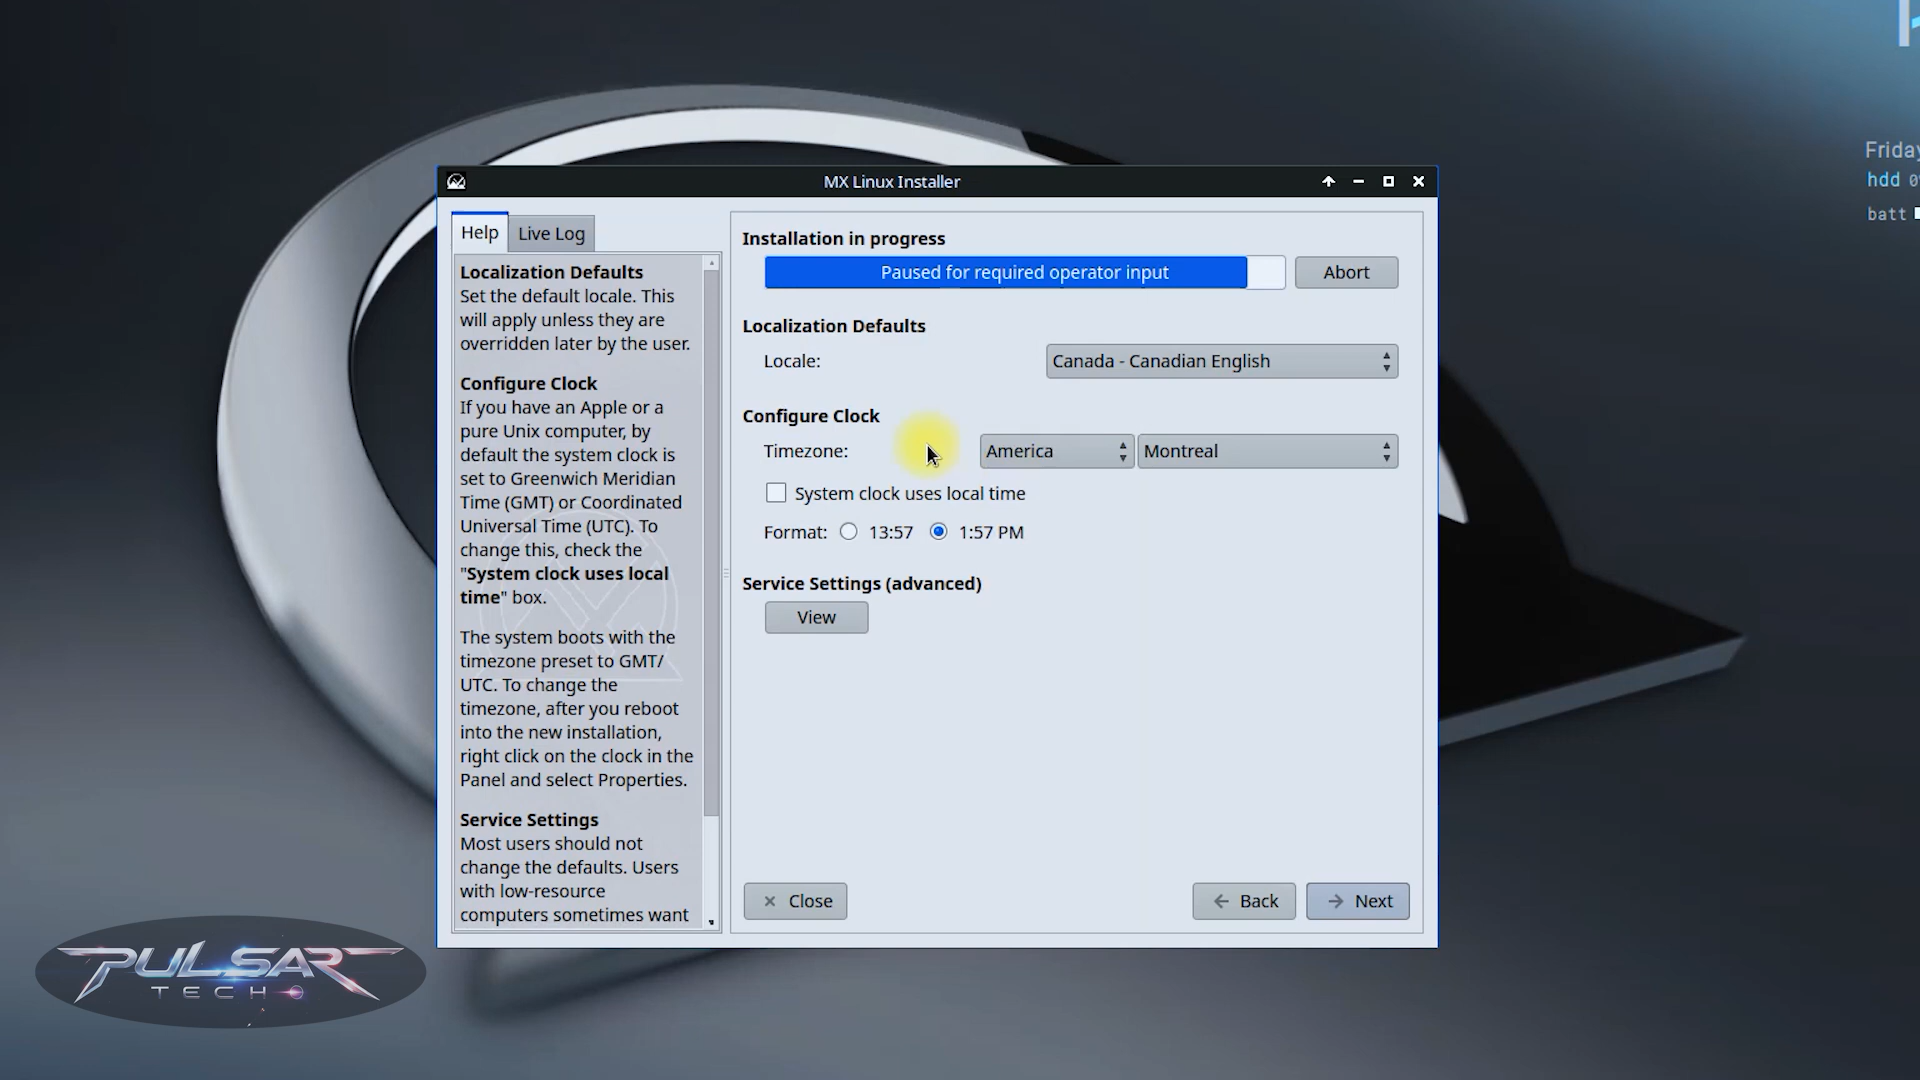 Friday
hdd
batt
MX Linux Installer
Help
Live Log
Localization Defaults
Set the default locale. This
will apply unless they are
overridden later by the user.
Configure Clock
If you have an Apple or a
pure Unix computer, by
default the system clock is
set to Greenwich Meridian
Time (GMT) or Coordinated
Universal Time (UTC). To
change this, check the
"System clock uses local
time" box.
The system boots with the
timezone preset to GMT/
UTC. To change the
timezone, after you reboot
into the new installation,
right click on the clock in the
Panel and select Properties.
Service Settings
Most users should not
change the defaults. Users
with low-resource
computers sometimes want
Installation in progress
Paused for required operator input
Abort
Localization Defaults
Locale:
Canada - Canadian English
Configure Clock
Timezone:
America
Montreal
System clock uses local time
Format:
13:57
1:57 PM
Service Settings (advanced)
View
Close
Back
Next
PULSAR
TECH